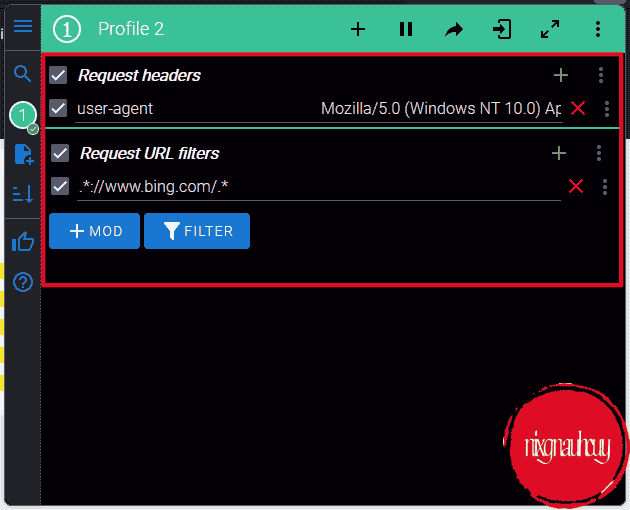 1 Profile 2
1
Request headers
user-agent Mozilla/5.0 (Windows NT 10.0) Ap
Request URL filters
.*://www.bing.com/.*
MOD FILTER